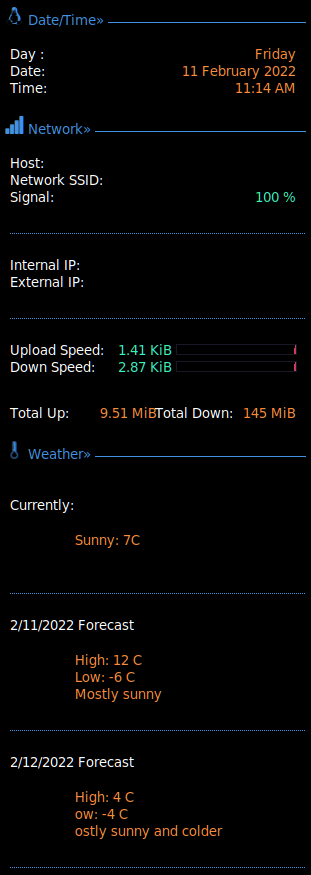 Date/Time»
Day : Friday
Date: 11 February 2022
Time: 11:14 AM
Network»
Host:
Network SSID:
Signal: 100 %
Internal IP:
External IP:
Upload Speed: 1.41 KiB
Down Speed: 2.87 KiB
Total Up: 9.51 MiB Total Down: 145 MiB
Weather»
Currently:
Sunny: 7C
2/11/2022 Forecast
High: 12 C
Low: -6 C
Mostly sunny
2/12/2022 Forecast
High: 4 C
ow: -4 C
ostly sunny and colder